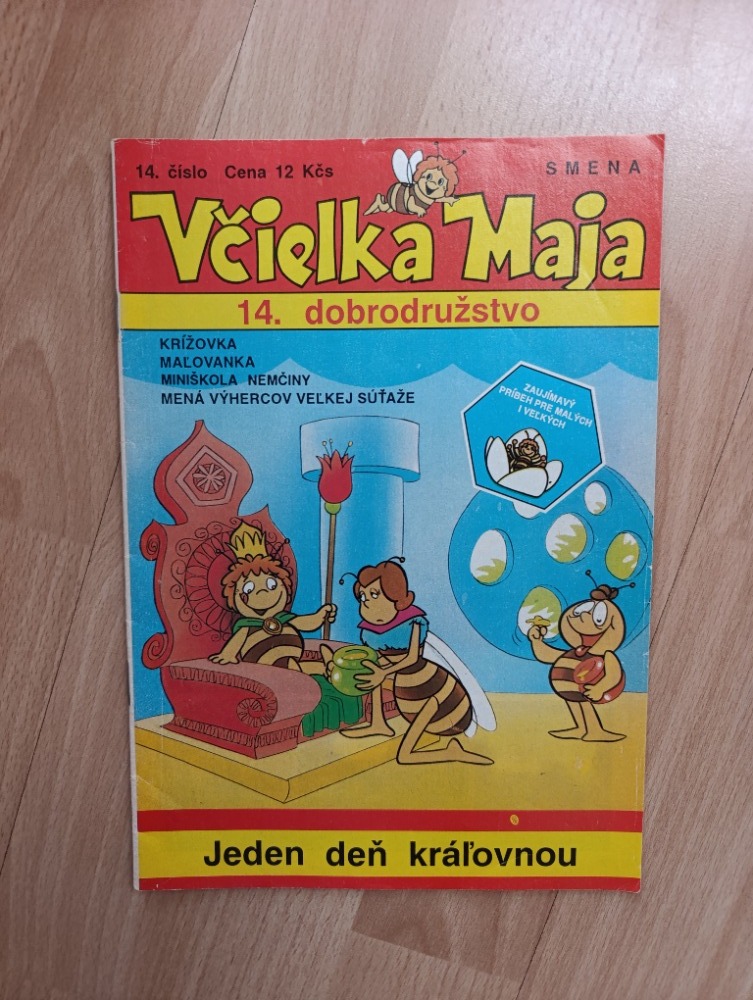 14. číslo Cena 12 Kčs
SMENA
Včielka Maja
14. dobrodružstvo
KRÍŽOVKA
MAĽOVANKA
MINIŠKOLA NEMČINY
MENÁ VÝHERCOV VEĽKEJ SÚŤAŽE
ZAUJÍMAVÝ
PRÍBEH PRE MALÝCH
I VEĽKÝCH
Jeden deň kráľovnou